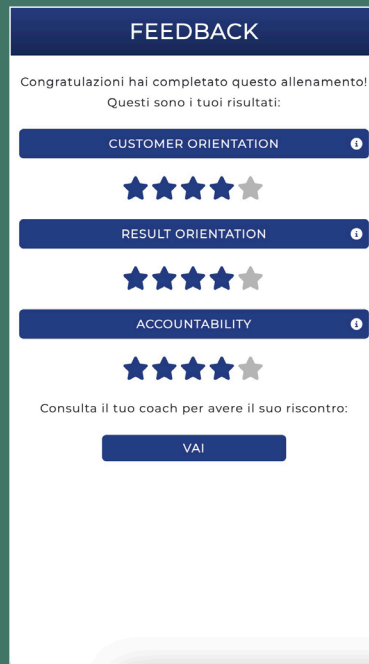 FEEDBACK
Congratulazioni hai completato questo allenamento!
Questi sono i tuoi risultati:
CUSTOMER ORIENTATION
RESULT ORIENTATION
ACCOUNTABILITY
Consulta il tuo coach per avere il suo riscontro:
VAI